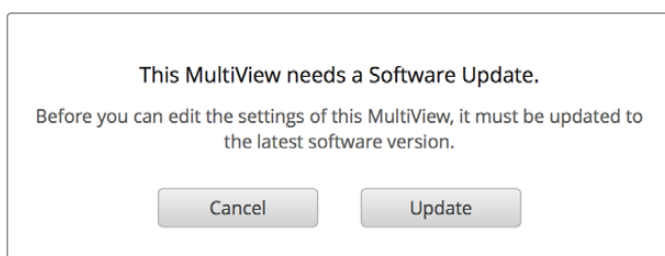 This MultiView needs a Software Update.
Before you can edit the settings of this MultiView, it must be updated to
the latest software version.
Cancel
Update